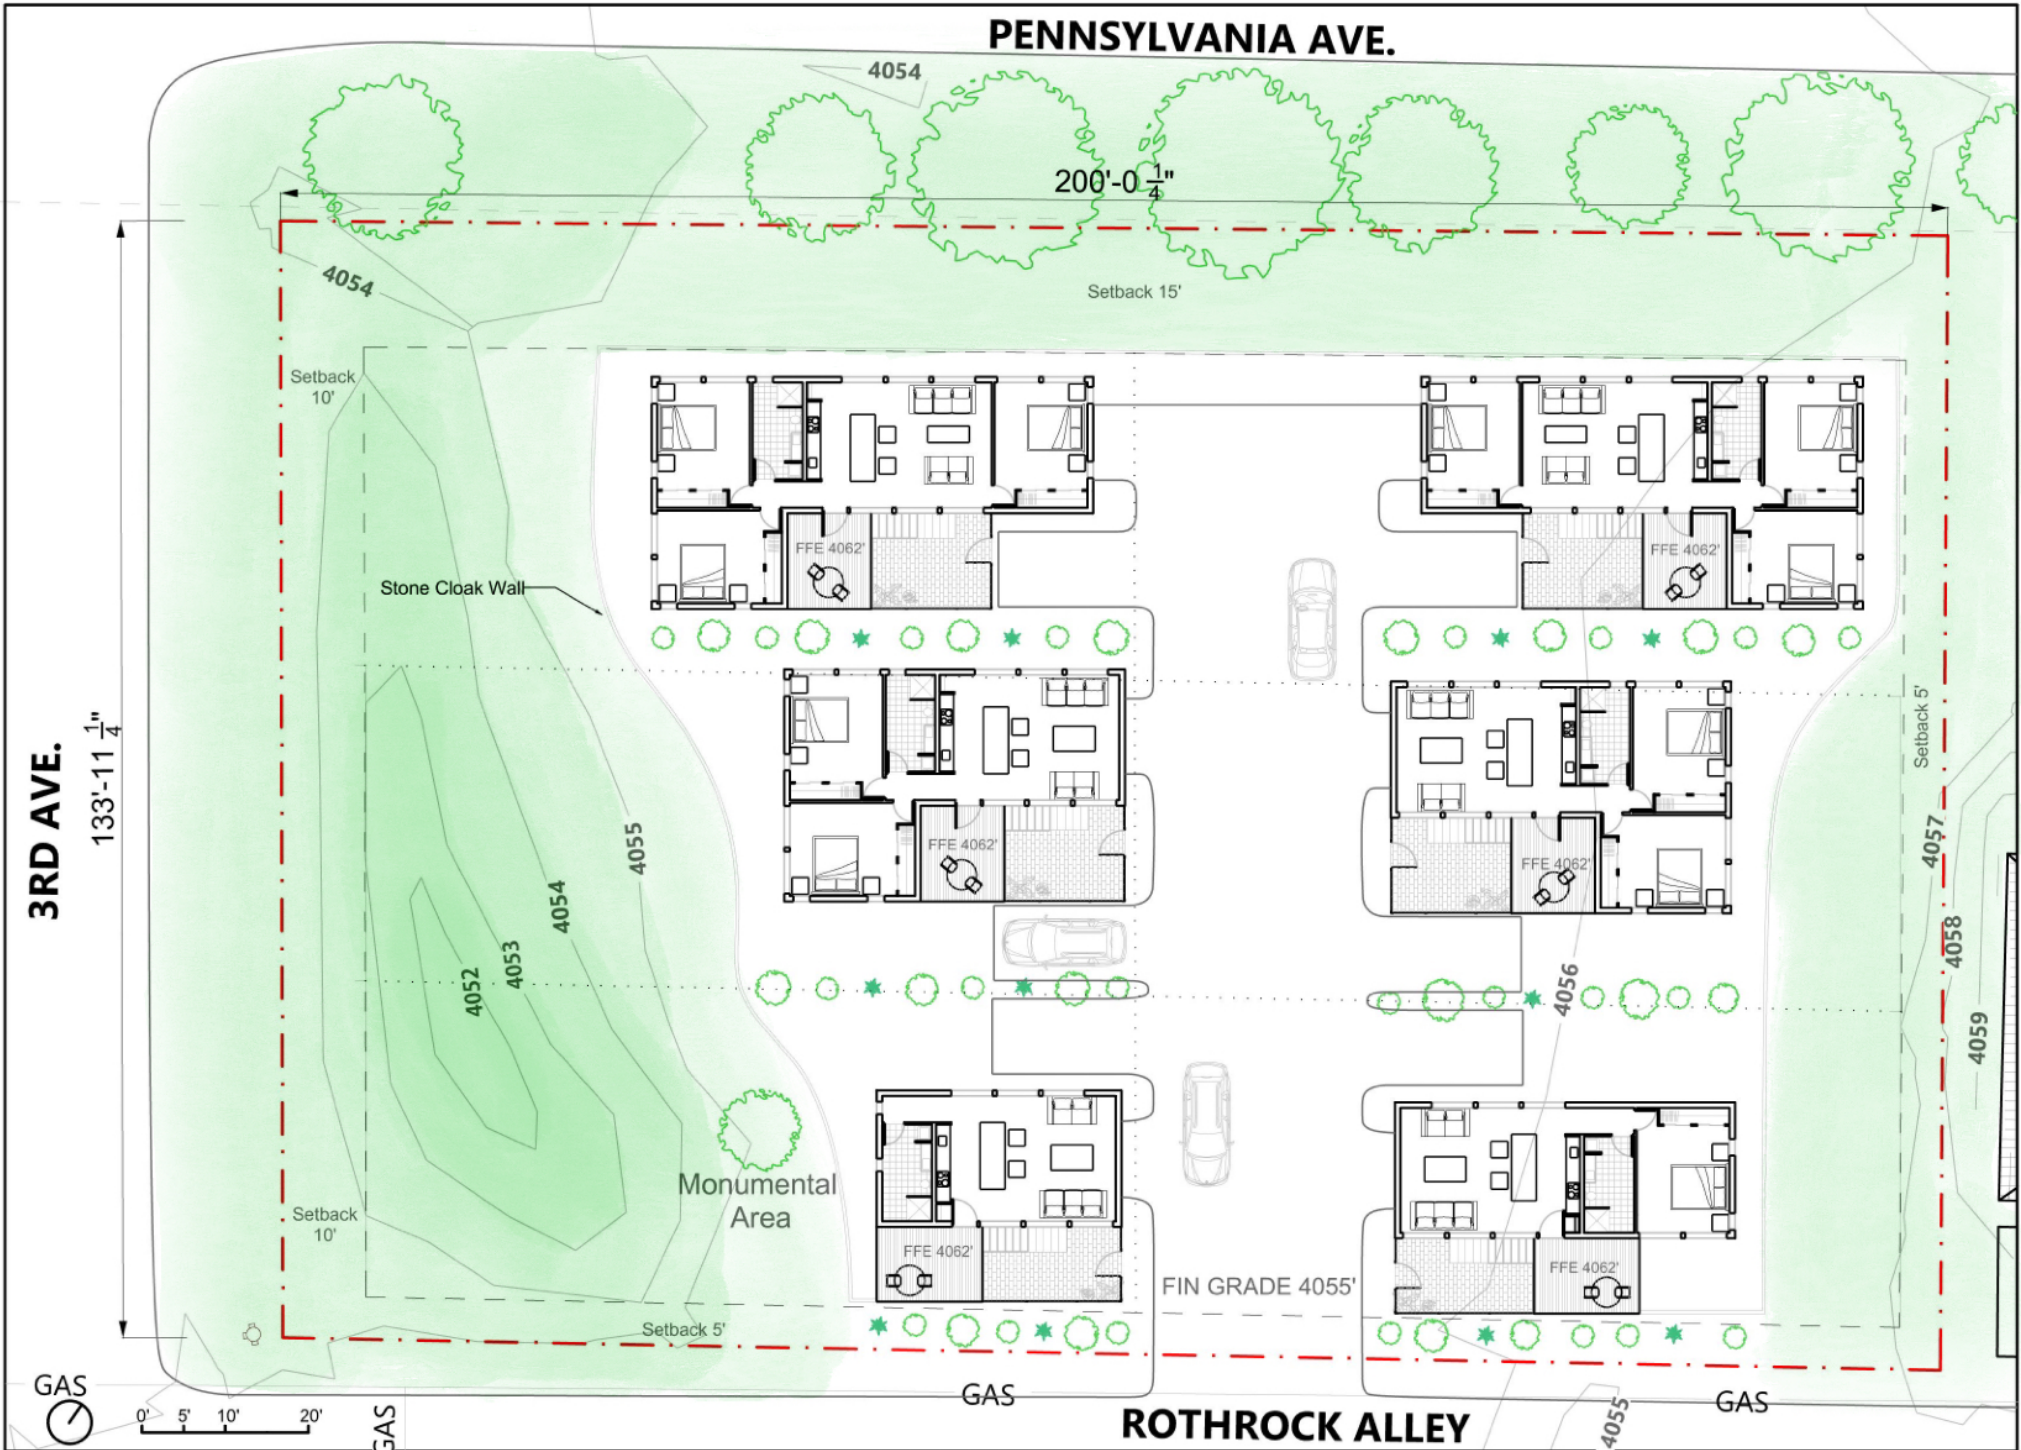 PENNSYLVANIA AVE.
4054
200'-0 1/4"
4054
Setback 15'
Setback
10'
FFE 4062'
FFE 4062'
Stone Cloak Wall
Setback 5'
133'-11 1/4"
3RD AVE.
4055
FFE 4062'
FFE 4062'
4057
4054
4053
4052
4056
4058
4059
Monumental
Area
Setback
10'
FFE 4062'
FFE 4062'
FIN GRADE 4055'
Setback 5'
GAS
0' 5' 10' 20'
GAS
GAS
ROTHROCK ALLEY
4055
GAS